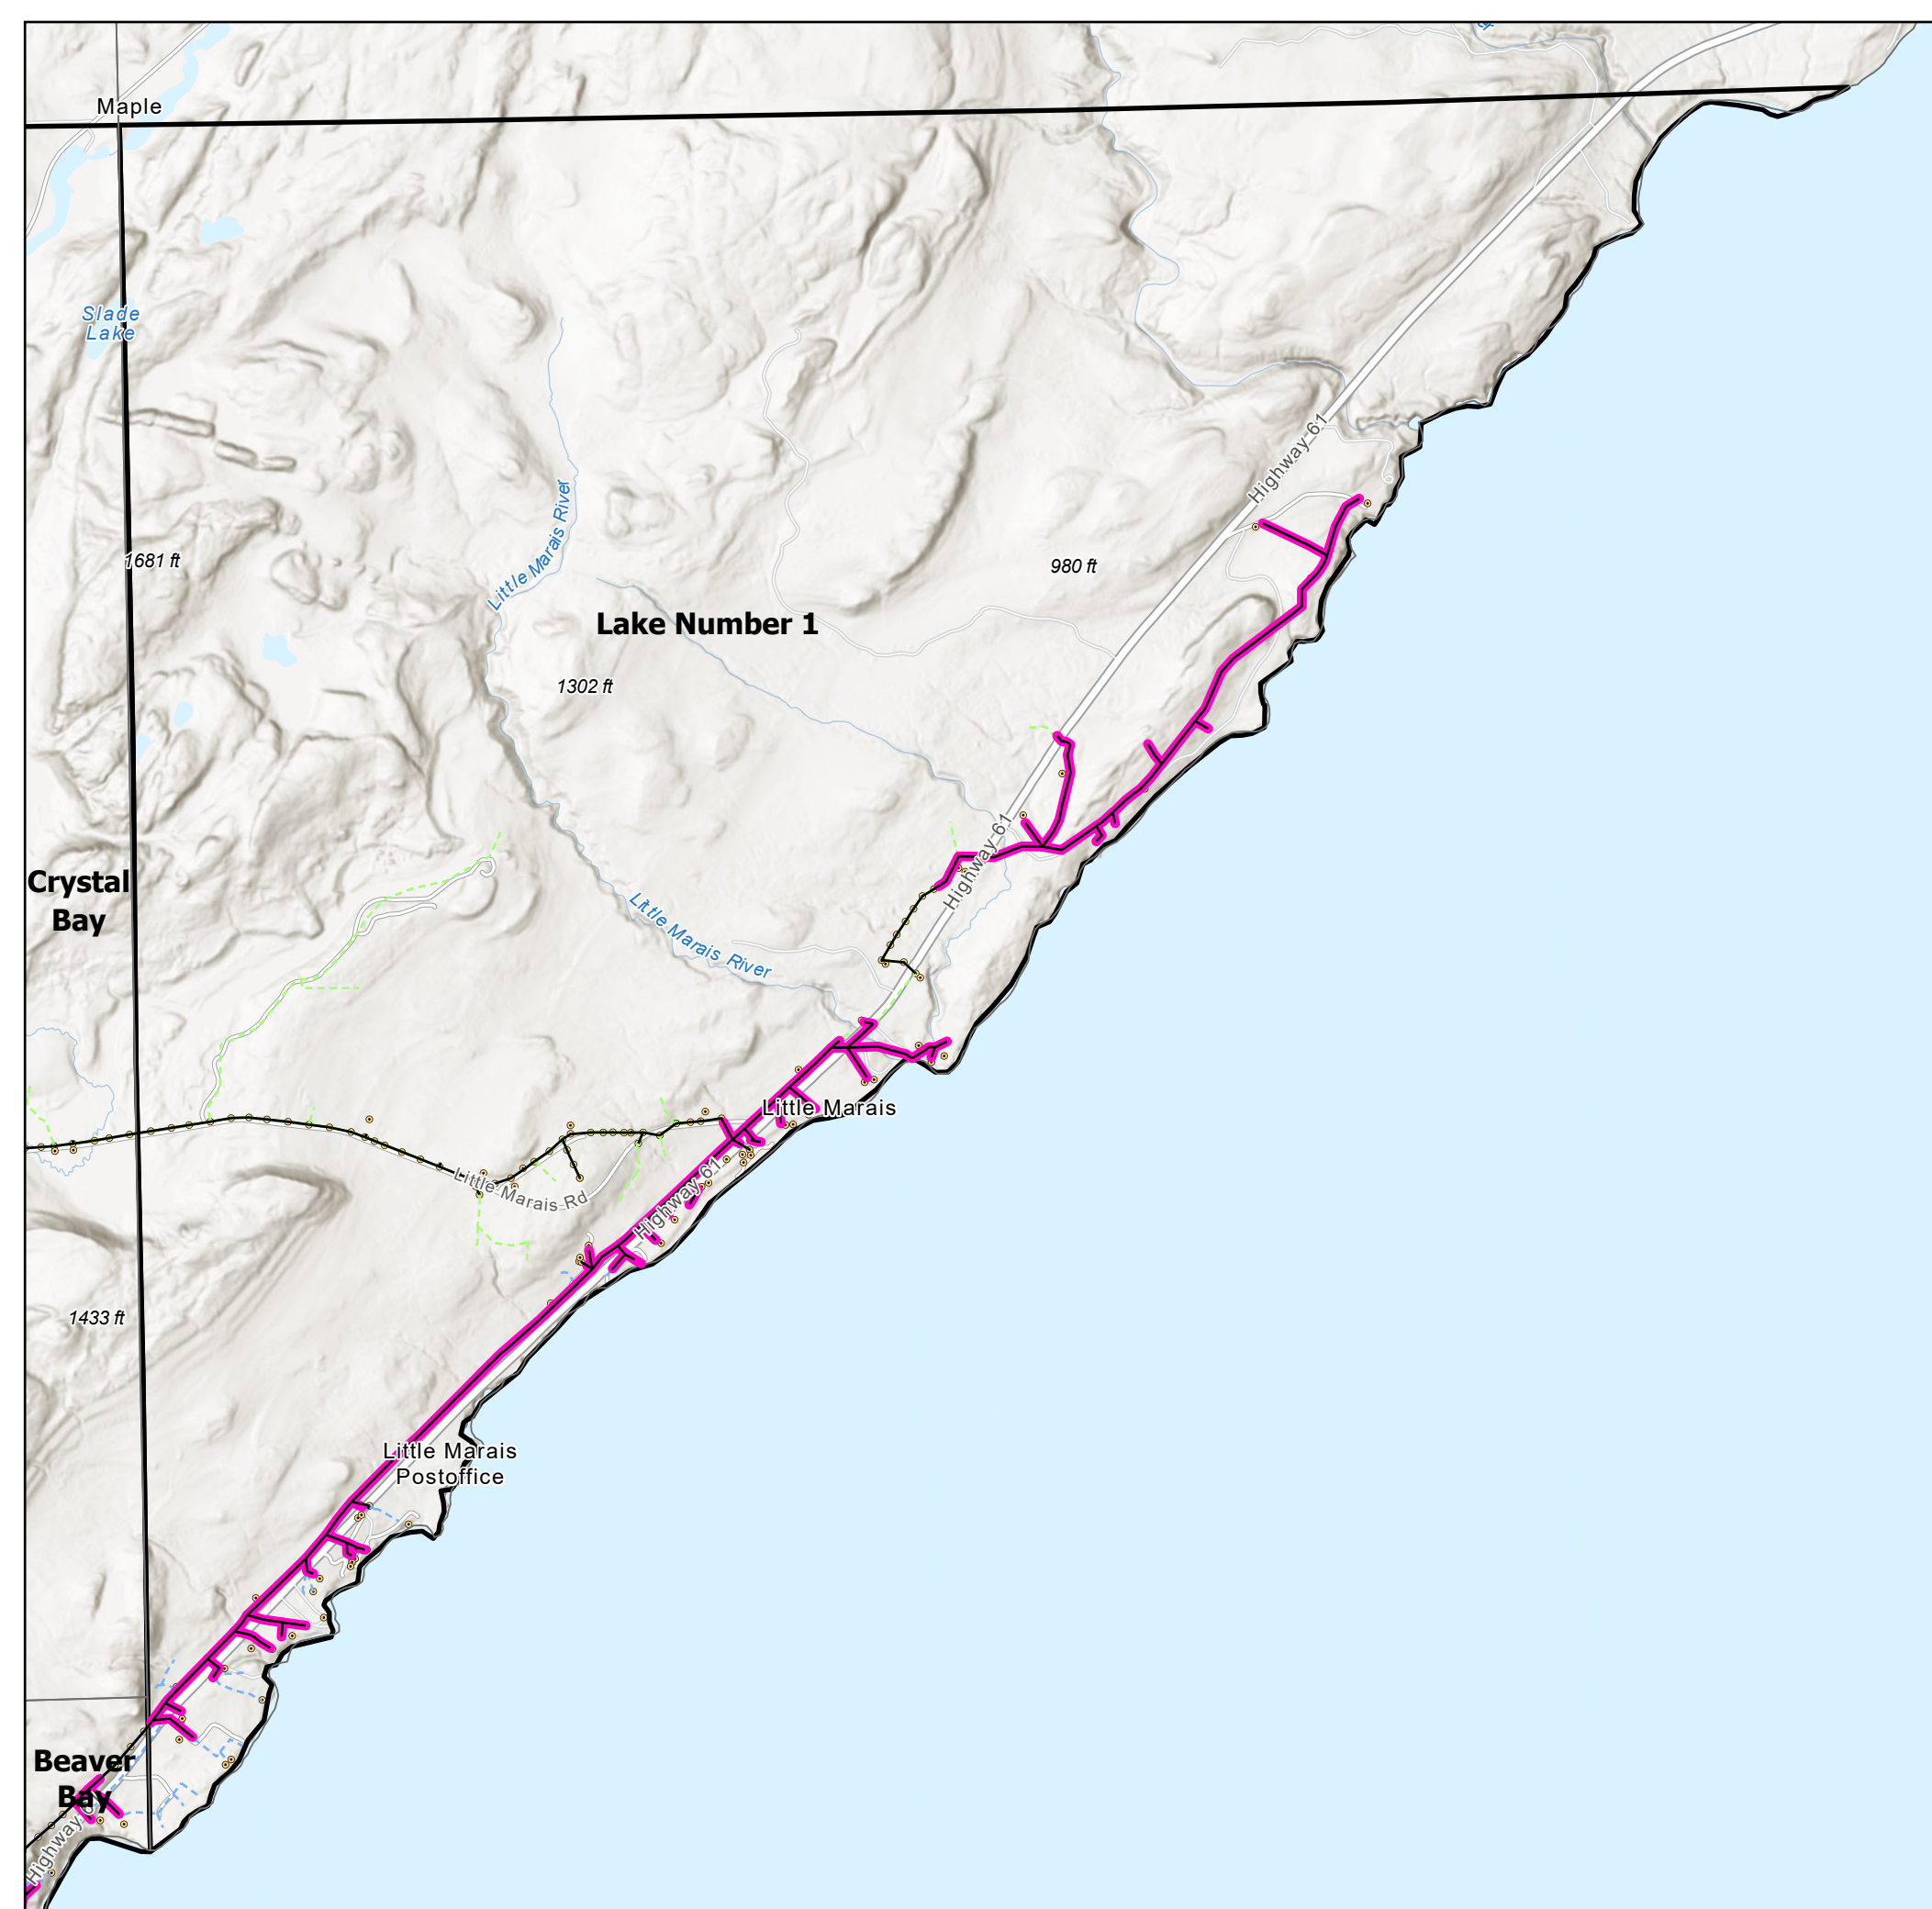 Maple
Slade
Lake
Highway 61
Little Marais River
1681 ft
980 ft
Lake Number 1
1302 ft
Highway 61
Crystal
Bay
Little Marais River
Little Marais
Little Marais Rd
Highway 61
1433 ft
Little Marais
Postoffice
Beaver
Bay
Highway